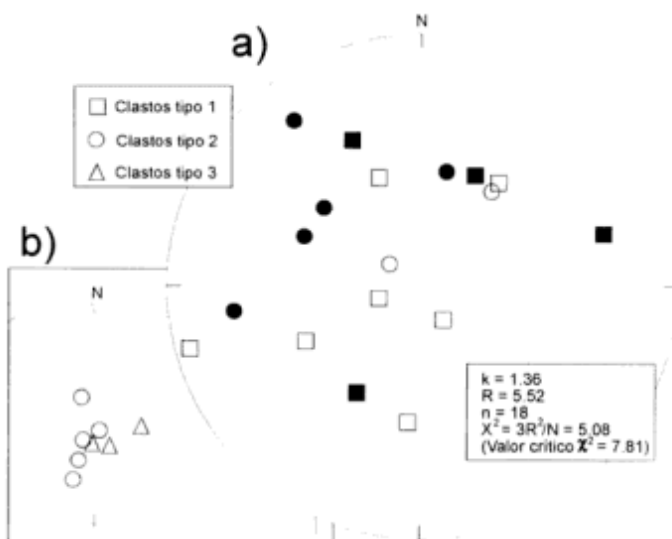 a)
N
Clastos tipo 1
Clastos tipo 2
Clastos tipo 3
b)
N
k = 1.36
R = 5.52
n = 18
X² = 3R²/N = 5.08
(Valor crítico χ² = 7.81)